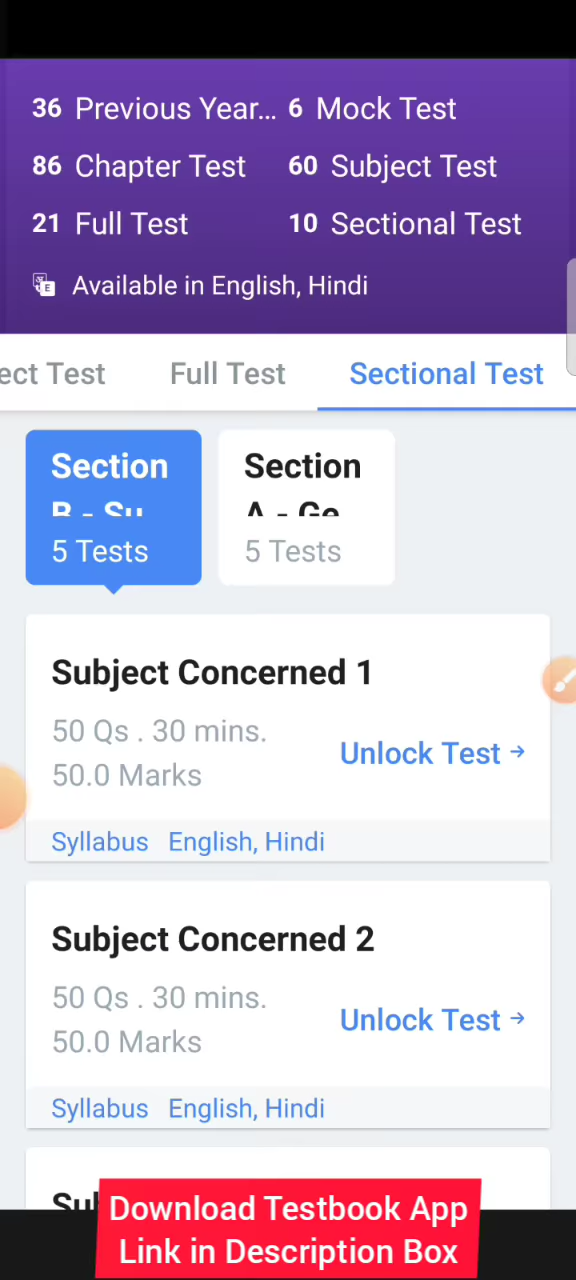 36 Previous Year... 6 Mock Test
86 Chapter Test 60 Subject Test
21 Full Test 10 Sectional Test
Available in English, Hindi
ect Test Full Test Sectional Test
Section Section
B - Su A - Ge
5 Tests 5 Tests
Subject Concerned 1
50 Qs . 30 mins.
Unlock Test →
50.0 Marks
Syllabus English, Hindi
Subject Concerned 2
50 Qs . 30 mins.
Unlock Test →
50.0 Marks
Syllabus English, Hindi
Download Testbook App
Link in Description Box